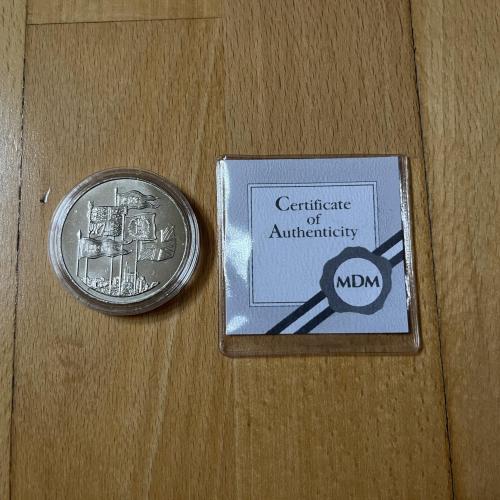 Certificate
of
Authenticity
MDM